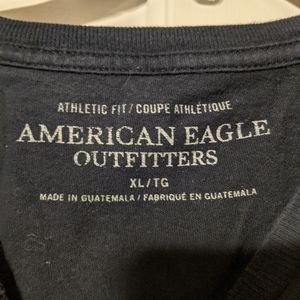 ATHLETIC FIT / COUPE ATHLÉTIQUE
AMERICAN EAGLE
OUTFITTERS
XL/TG
MADE IN GUATEMALA / FABRIQUÉ EN GUATEMALA